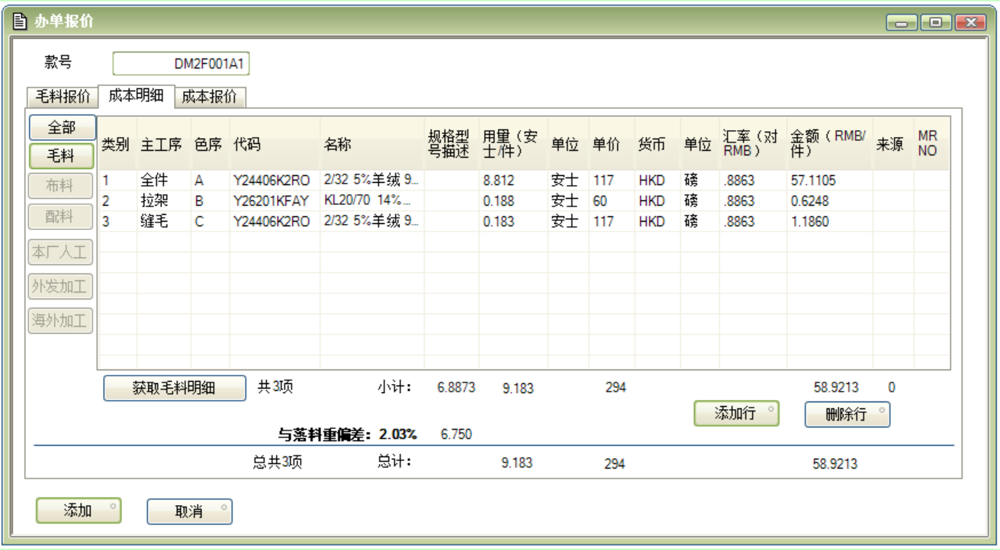 办单报价
款号 DM2F001A1
毛料报价 成本明细 成本报价
全部
毛料
布料
配料
本厂人工
外发加工
海外加工
类别 主工序 色序 代码 名称 规格型号描述 用量（安士/件） 单位 单价 货币 单位 汇率（对RMB） 金额（RMB/件） 来源 MR NO
1 全件 A Y24406K2RO 2/32 5%羊绒 9... 8.812 安士 117 HKD 磅 .8863 57.1105
2 拉架 B Y26201KFAY KL20/70 14%... 0.188 安士 60 HKD 磅 .8863 0.6248
3 缝毛 C Y24406K2RO 2/32 5%羊绒 9... 0.183 安士 117 HKD 磅 .8863 1.1860
获取毛料明细 共3项 小计： 6.8873 9.183 294 58.9213 0
添加行 删除行
与落料重偏差：2.03% 6.750
总共3项 总计： 9.183 294 58.9213
添加 取消